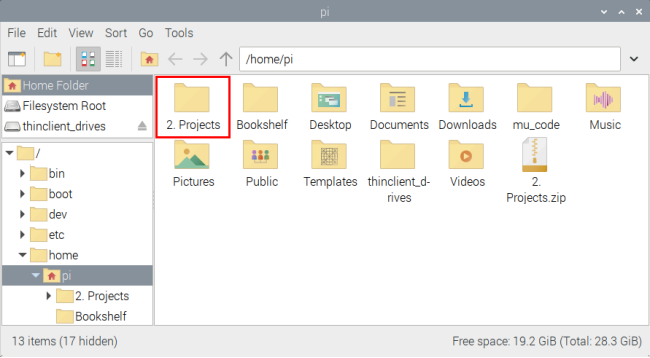 pi
File Edit View Sort Go Tools
/home/pi
Home Folder
Filesystem Root
thinclient_drives
/
bin
boot
dev
etc
home
pi
2. Projects
Bookshelf
2. Projects Bookshelf Desktop Documents Downloads mu_code Music
Pictures Public Templates thinclient_d- Videos 2.
rives Projects.zip
13 items (17 hidden) Free space: 19.2 GiB (Total: 28.3 GiB)